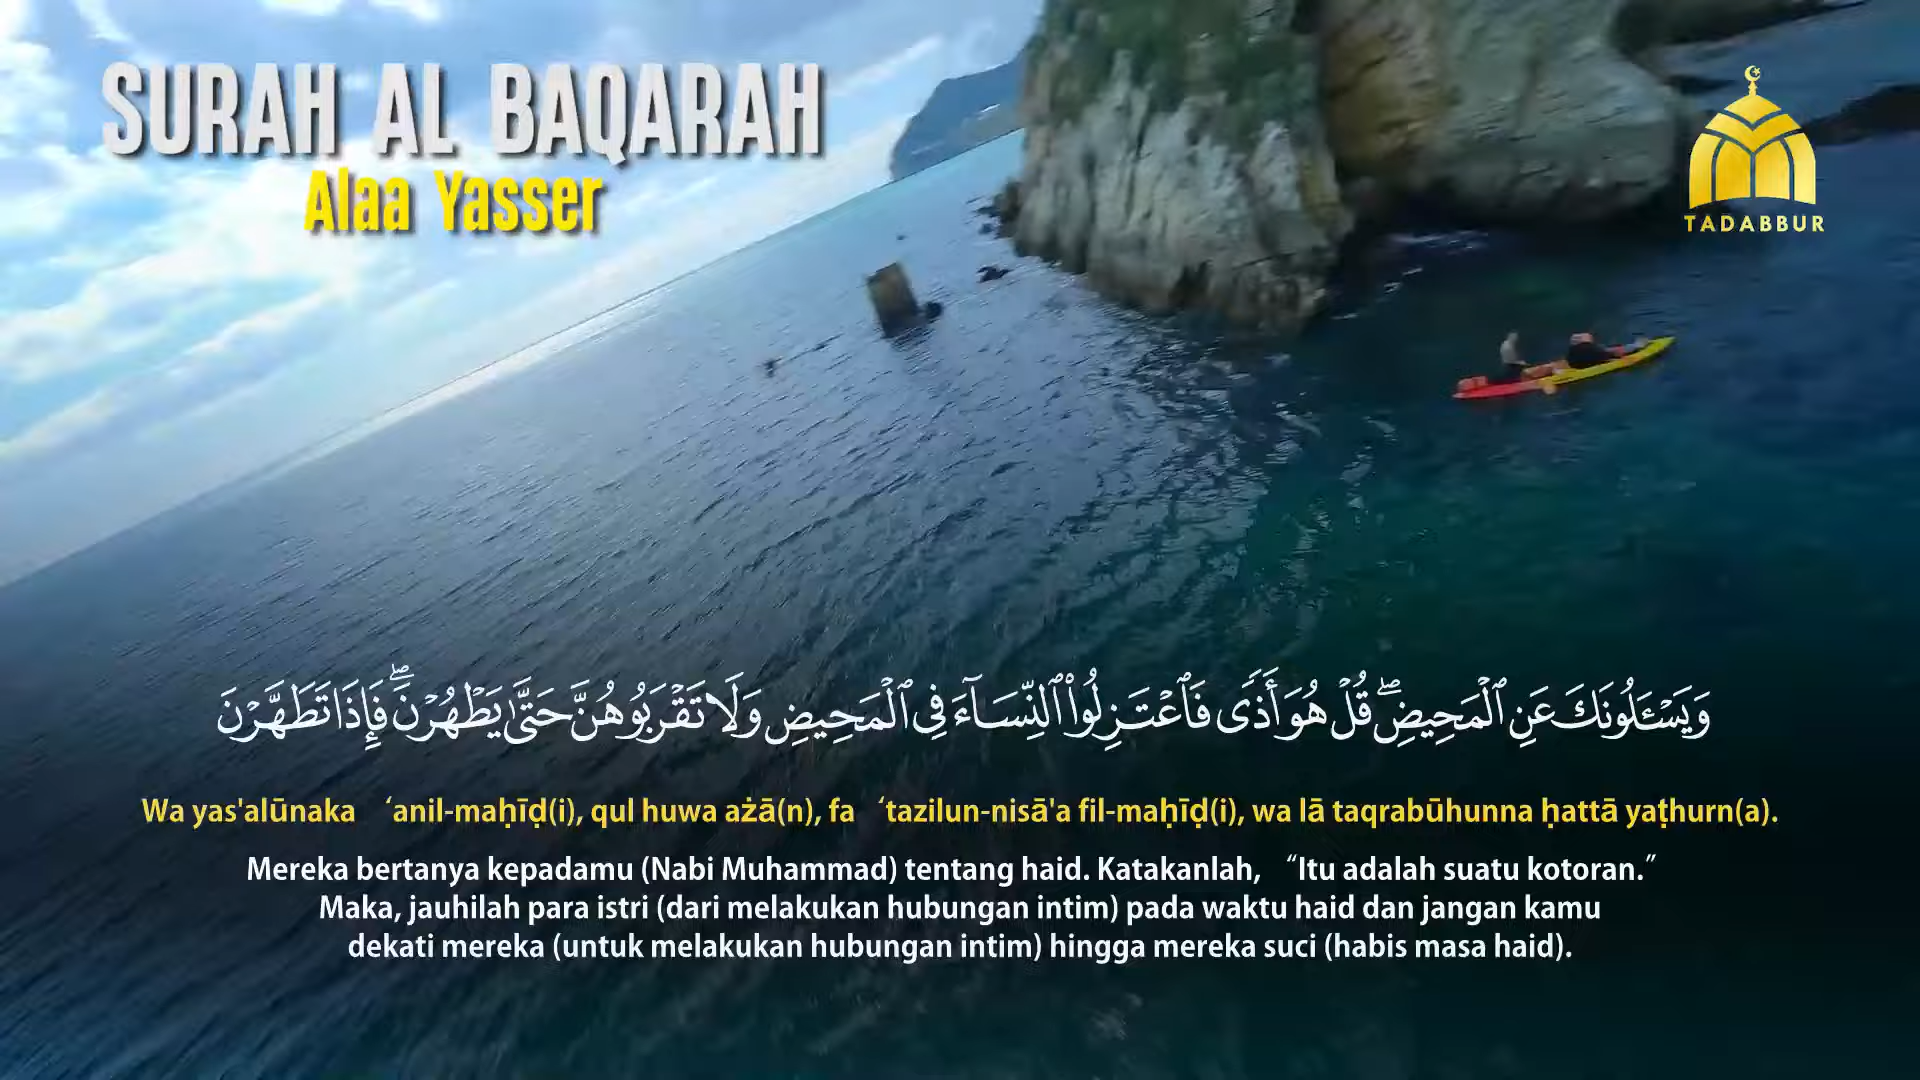 SURAH AL BAQARAH
Alaa Yasser
TADABBUR
وَيَسْـَٔلُونَكَ عَنِ ٱلْمَحِيضِ ۖ قُلْ هُوَ أَذًى فَٱعْتَزِلُوا۟ ٱلنِّسَآءَ فِى ٱلْمَحِيضِ وَلَا تَقْرَبُوهُنَّ حَتَّىٰ يَطْهُرْنَ ۖ فَإِذَا تَطَهَّرْنَ
Wa yas'alūnaka ‘anil-maḥīḍ(i), qul huwa ażā(n), fa ‘tazilun-nisā'a fil-maḥīḍ(i), wa lā taqrabūhunna ḥattā yaṭhurn(a).
Mereka bertanya kepadamu (Nabi Muhammad) tentang haid. Katakanlah, “Itu adalah suatu kotoran.”
Maka, jauhilah para istri (dari melakukan hubungan intim) pada waktu haid dan jangan kamu
dekati mereka (untuk melakukan hubungan intim) hingga mereka suci (habis masa haid).